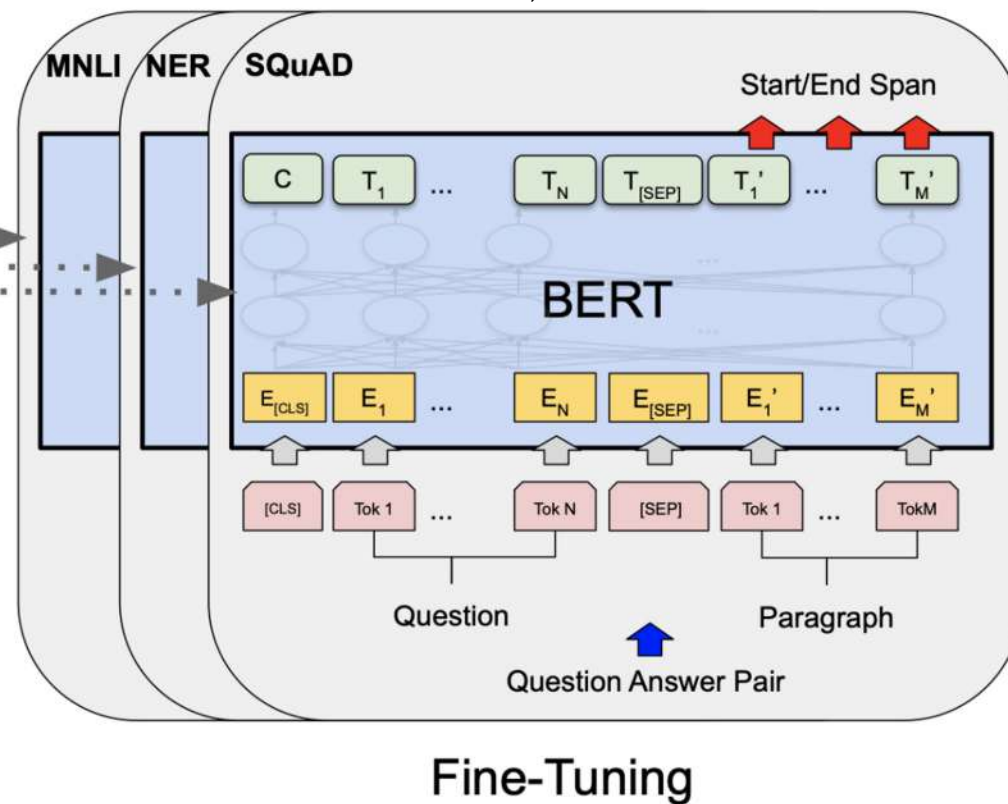 MNLI NER SQuAD
Start/End Span
C T1 ... TN T[SEP] T1' ... TM'
...
BERT
...
E[CLS] E1 ... EN E[SEP] E1' ... EM'
[CLS] Tok 1 ... Tok N [SEP] Tok 1 ... TokM
Question Paragraph
Question Answer Pair
Fine-Tuning